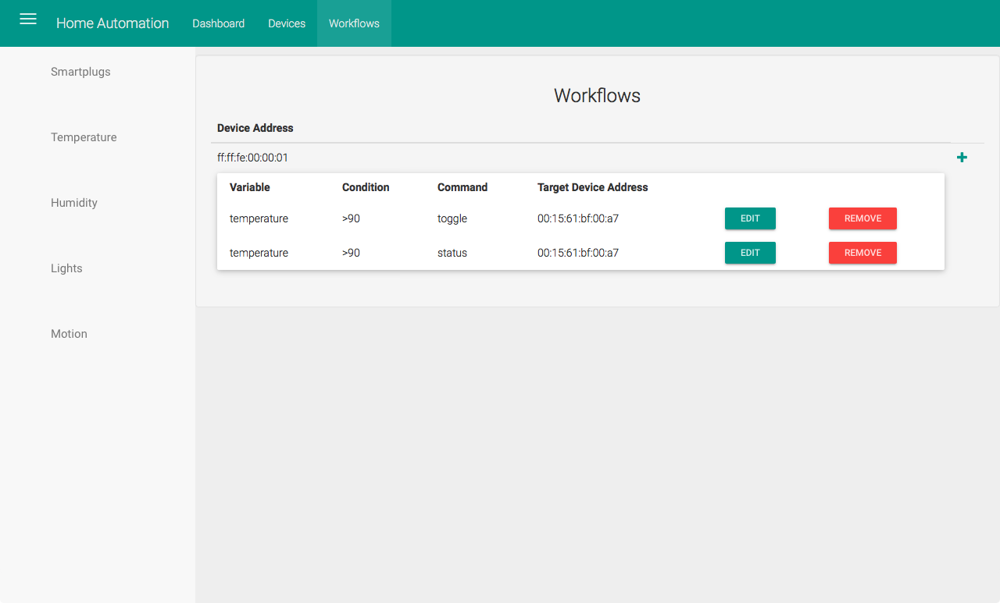 Home Automation Dashboard Devices Workflows
Smartplugs
Temperature
Humidity
Lights
Motion
Workflows
Device Address
ff:ff:fe:00:00:01
Variable Condition Command Target Device Address
temperature >90 toggle 00:15:61:bf:00:a7 EDIT REMOVE
temperature >90 status 00:15:61:bf:00:a7 EDIT REMOVE